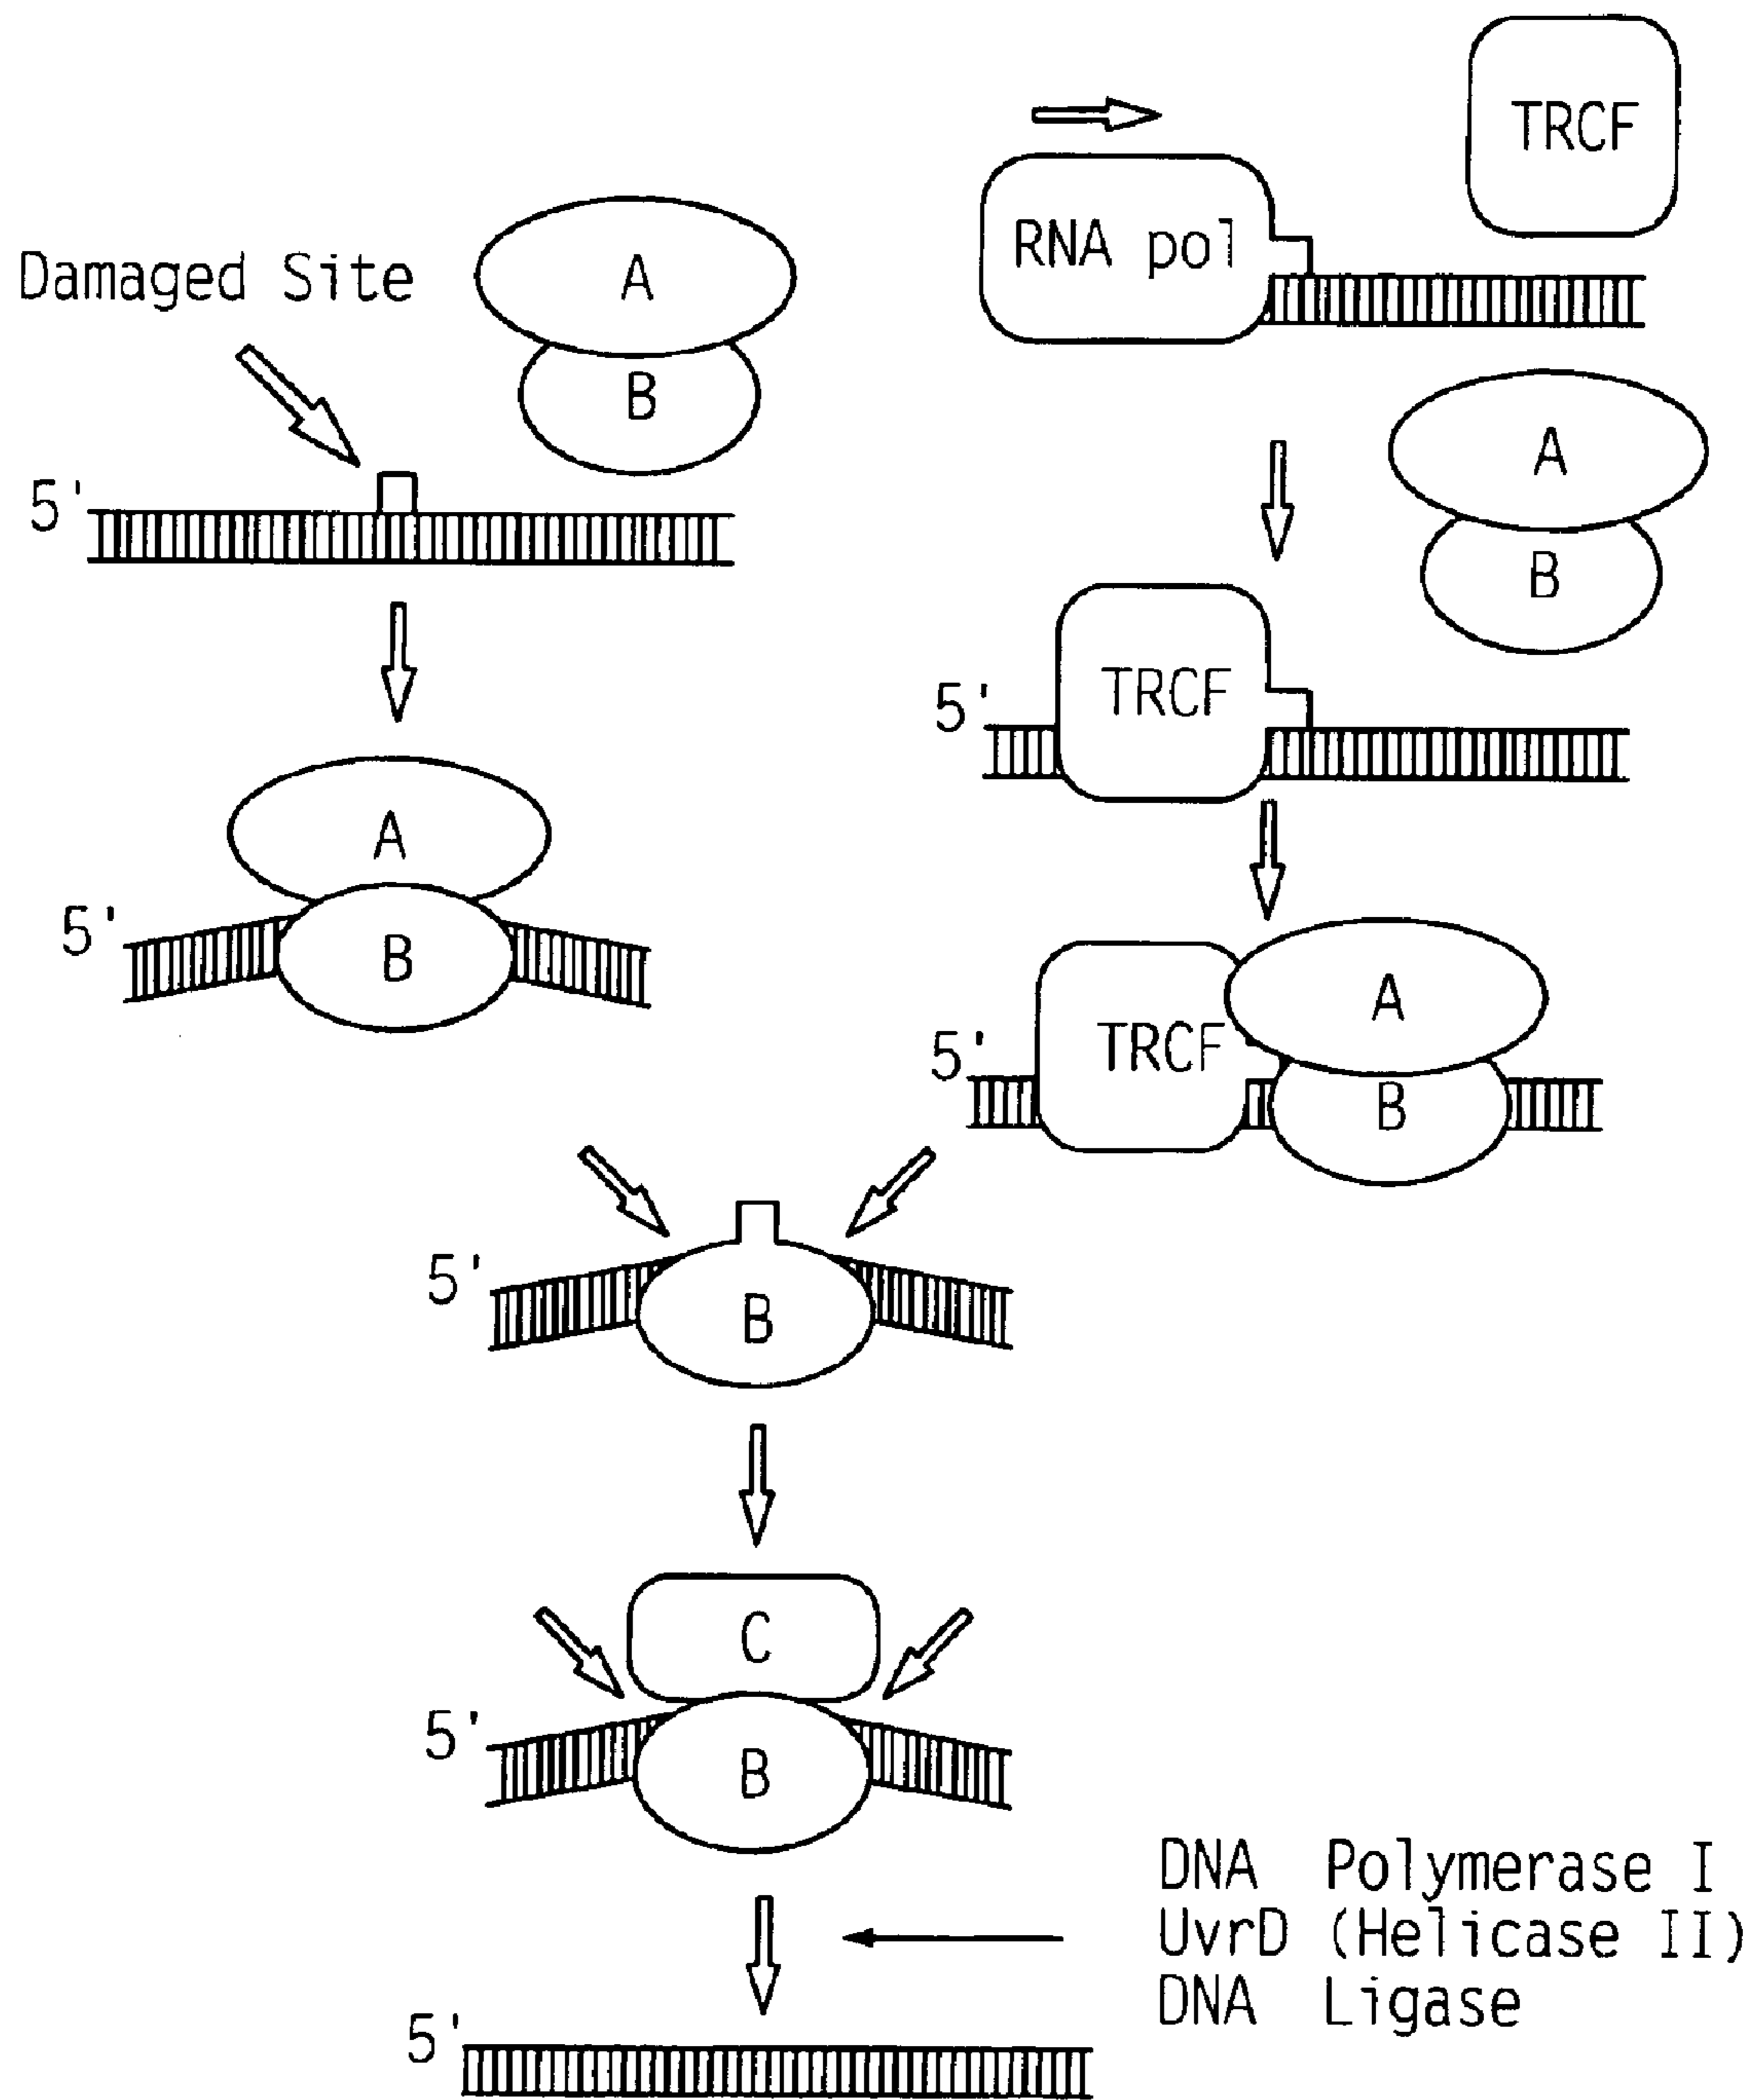 TRCF
RNA pol
Damaged Site
A
B
5'
A
B
5'
TRCF
A
B
5'
A
B
5'
TRCF
5'
B
C
5'
B
DNA Polymerase I
UvrD (Helicase II)
DNA Ligase
5'